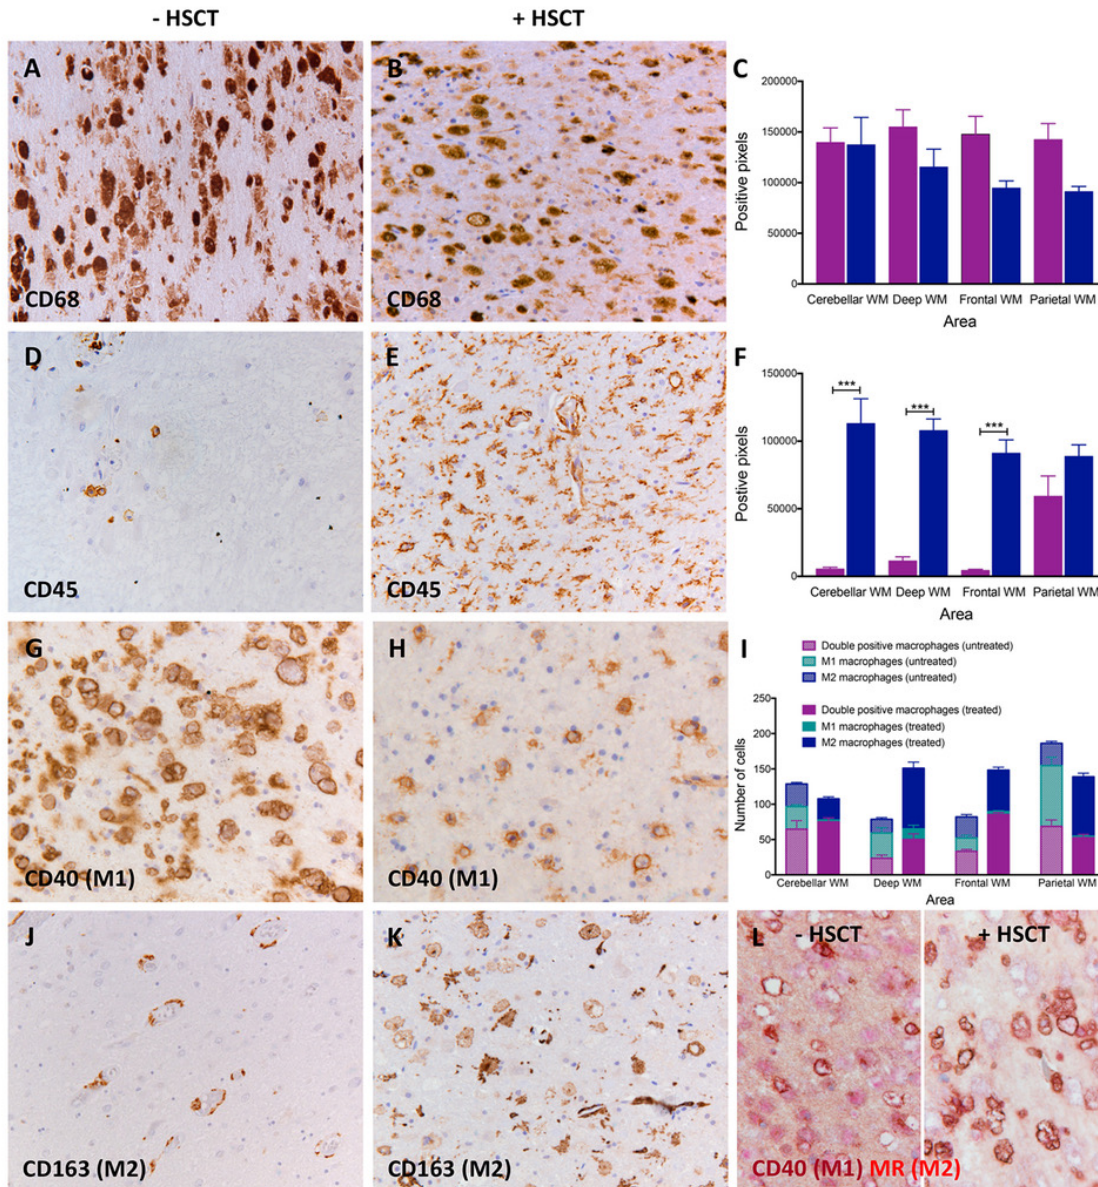 - HSCT
+ HSCT
A
CD68
B
CD68
C
200000
150000
100000
50000
0
Positive pixels
Cerebellar WM Deep WM Frontal WM Parietal WM
Area
D
CD45
E
CD45
F
150000
100000
50000
0
Postive pixels
*** *** ***
Cerebellar WM Deep WM Frontal WM Parietal WM
Area
G
CD40 (M1)
H
CD40 (M1)
I
Double positive macrophages (untreated)
M1 macrophages (untreated)
M2 macrophages (untreated)
Double positive macrophages (treated)
M1 macrophages (treated)
M2 macrophages (treated)
250
200
150
100
50
0
Number of cells
Cerebellar WM Deep WM Frontal WM Parietal WM
Area
J
CD163 (M2)
K
CD163 (M2)
L
- HSCT
+ HSCT
CD40 (M1) MR (M2)